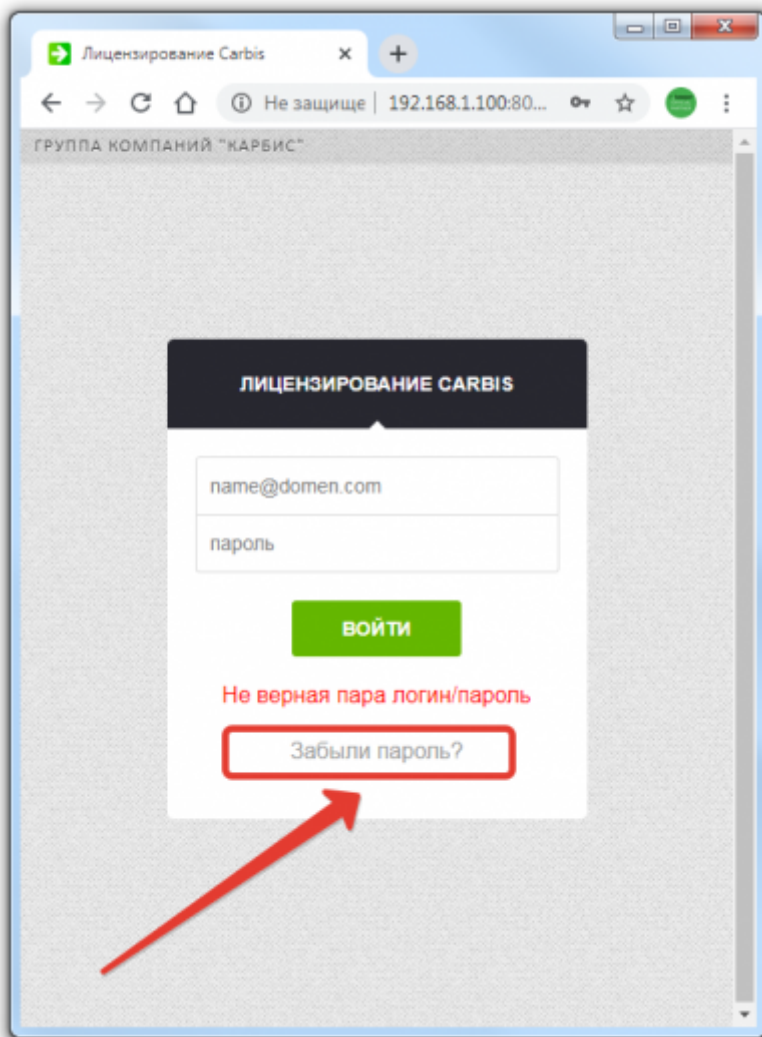 Лицензирование Carbis
Не защище 192.168.1.100:80...
ГРУППА КОМПАНИЙ "КАРБИС"
ЛИЦЕНЗИРОВАНИЕ CARBIS
name@domen.com
пароль
ВОЙТИ
Не верная пара логин/пароль
Забыли пароль?